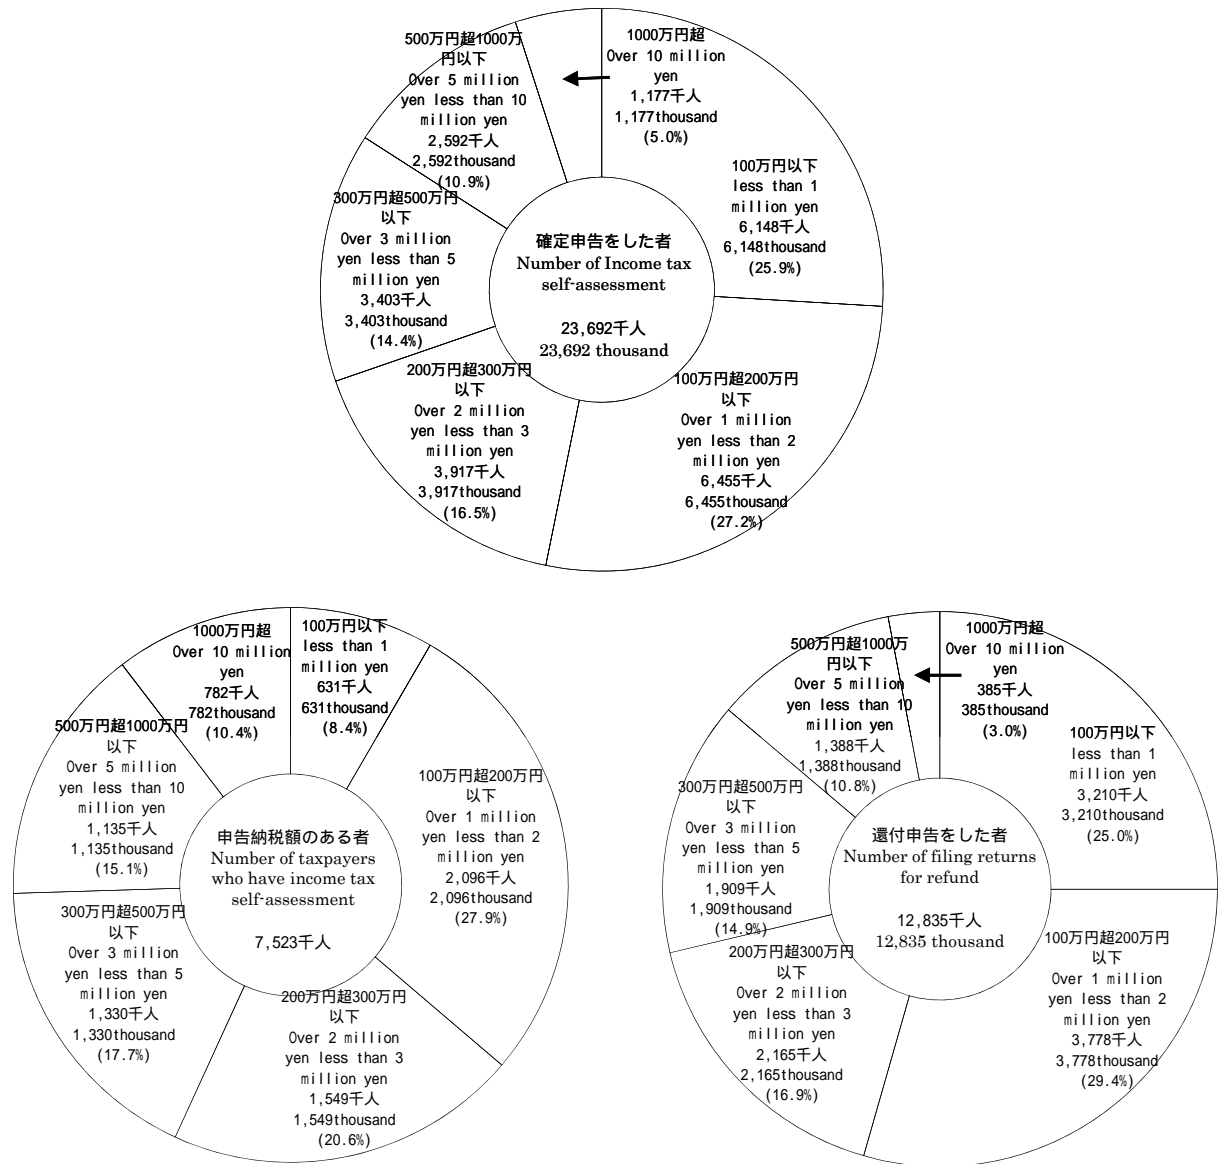 500万円超1000万
円以下
Over 5 million
yen less than 10
million yen
2,592千人
2,592thousand
(10.9%)
1000万円超
Over 10 million
yen
1,177千人
1,177thousand
(5.0%)
100万円以下
less than 1
million yen
6,148千人
6,148thousand
(25.9%)
300万円超500万円
以下
Over 3 million
yen less than 5
million yen
3,403千人
3,403thousand
(14.4%)
確定申告をした者
Number of Income tax
self-assessment
23,692千人
23,692 thousand
200万円超300万円
以下
Over 2 million
yen less than 3
million yen
3,917千人
3,917thousand
(16.5%)
100万円超200万円
以下
Over 1 million
yen less than 2
million yen
6,455千人
6,455thousand
(27.2%)
1000万円超
Over 10 million
yen
782千人
782thousand
(10.4%)
100万円以下
less than 1
million yen
631千人
631thousand
(8.4%)
500万円超1000万円
以下
Over 5 million
yen less than 10
million yen
1,135千人
1,135thousand
(15.1%)
100万円超200万円
以下
Over 1 million
yen less than 2
million yen
2,096千人
2,096thousand
(27.9%)
申告納税額のある者
Number of taxpayers
who have income tax
self-assessment
7,523千人
300万円超500万円
以下
Over 3 million
yen less than 5
million yen
1,330千人
1,330thousand
(17.7%)
200万円超300万円
以下
Over 2 million
yen less than 3
million yen
1,549千人
1,549thousand
(20.6%)
500万円超1000万
円以下
Over 5 million
yen less than 10
million yen
1,388千人
1,388thousand
(10.8%)
1000万円超
Over 10 million
yen
385千人
385thousand
(3.0%)
100万円以下
less than 1
million yen
3,210千人
3,210thousand
(25.0%)
300万円超500万円
以下
Over 3 million
yen less than 5
million yen
1,909千人
1,909thousand
(14.9%)
還付申告をした者
Number of filing returns
for refund
12,835千人
12,835 thousand
200万円超300万円
以下
Over 2 million
yen less than 3
million yen
2,165千人
2,165thousand
(16.9%)
100万円超200万円
以下
Over 1 million
yen less than 2
million yen
3,778千人
3,778thousand
(29.4%)